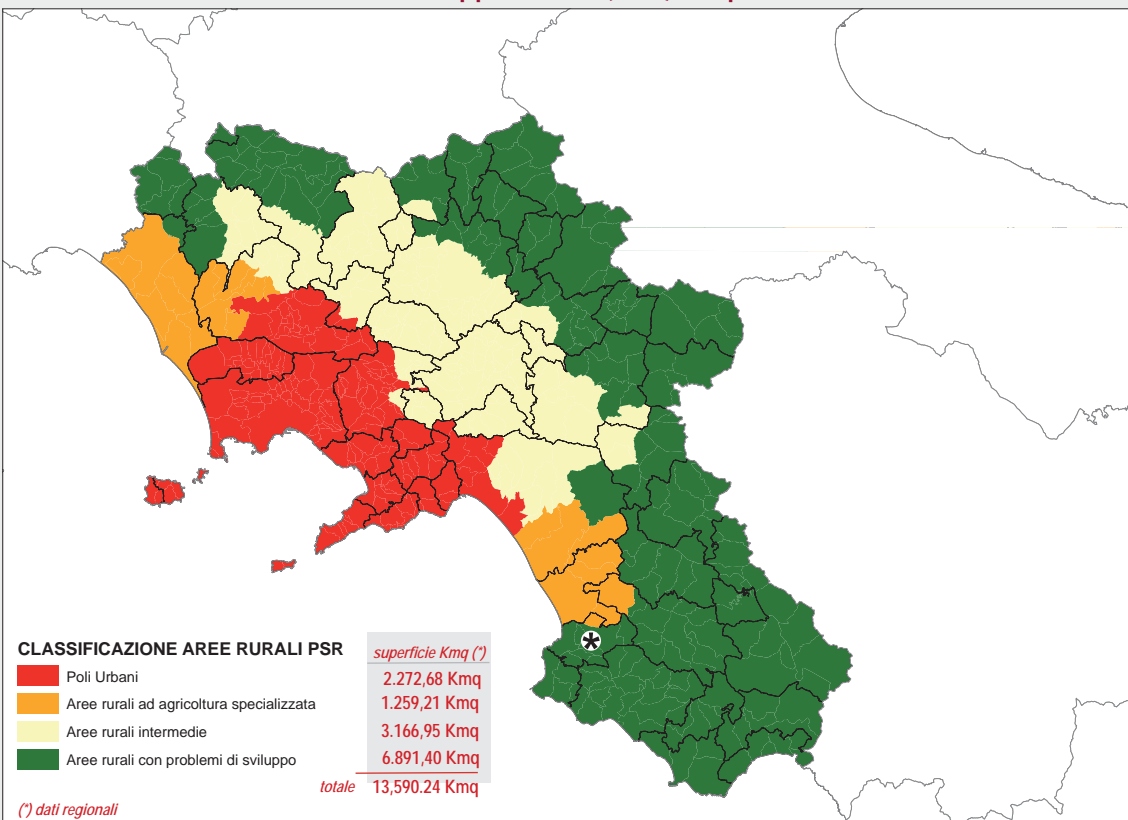 CLASSIFICAZIONE AREE RURALI PSR
superficie Kmq (*)
Poli Urbani 2.272,68 Kmq
Aree rurali ad agricoltura specializzata 1.259,21 Kmq
Aree rurali intermedie 3.166,95 Kmq
Aree rurali con problemi di sviluppo 6.891,40 Kmq
totale 13,590.24 Kmq
(*) dati regionali